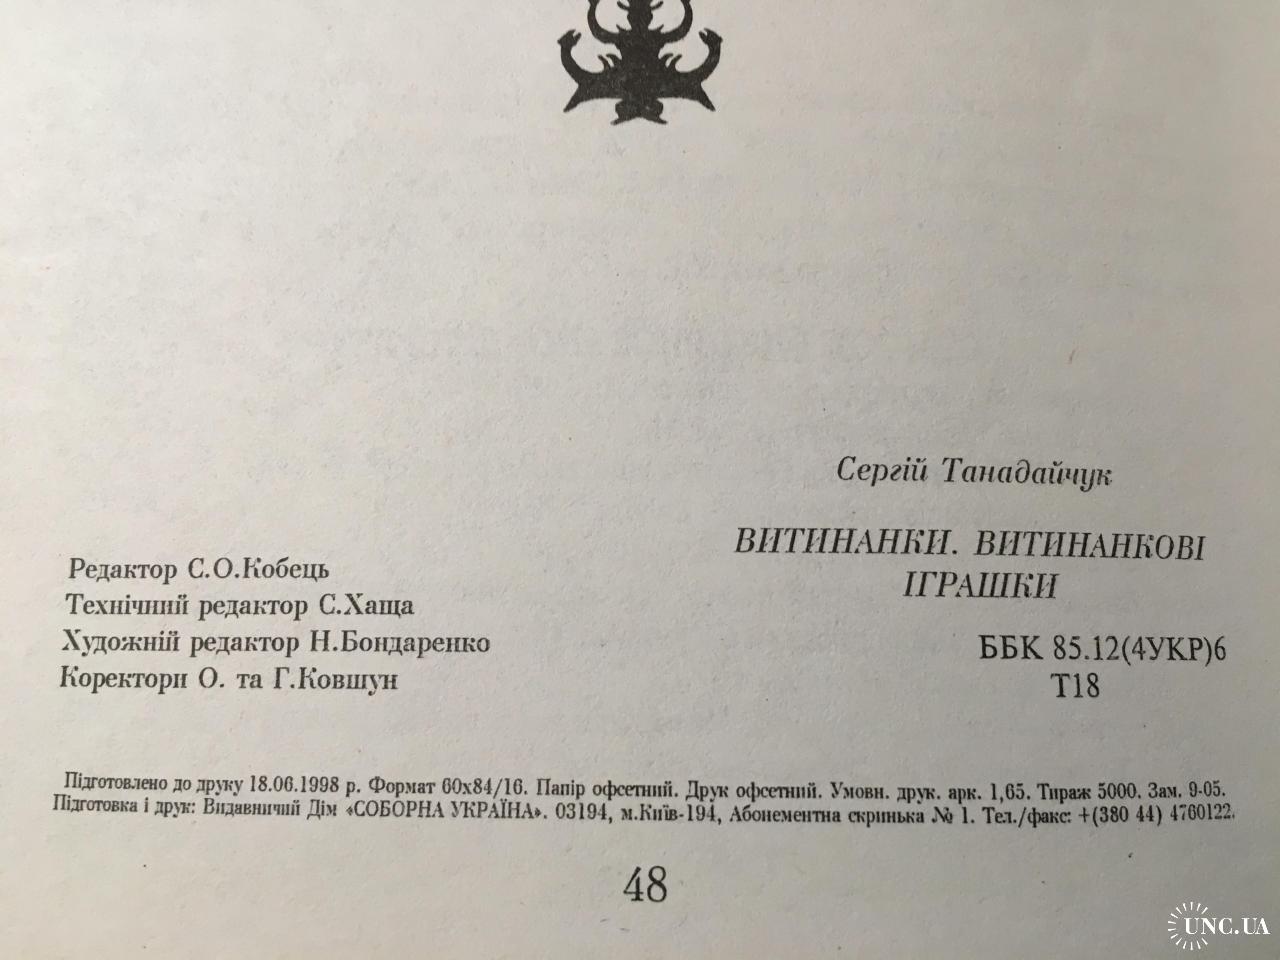 Сергій Танадайчук
ВИТИНАНКИ. ВИТИНАНКОВІ
ІГРАШКИ
ББК 85.12(4УКР)6
Т18
Редактор С.О.Кобець
Технічний редактор С.Хаща
Художній редактор Н.Бондаренко
Коректори О. та Г.Ковшун
Підготовлено до друку 18.06.1998 р. Формат 60х84/16. Папір офсетний. Друк офсетний. Умовн. друк. арк. 1,65. Тираж 5000. Зам. 9-05.
Підготовка і друк: Видавничий Дім «СОБОРНА УКРАЇНА». 03194, м.Київ-194, Абонементна скринька № 1. Тел./факс: +(380 44) 4760122.
48
UNC.UA